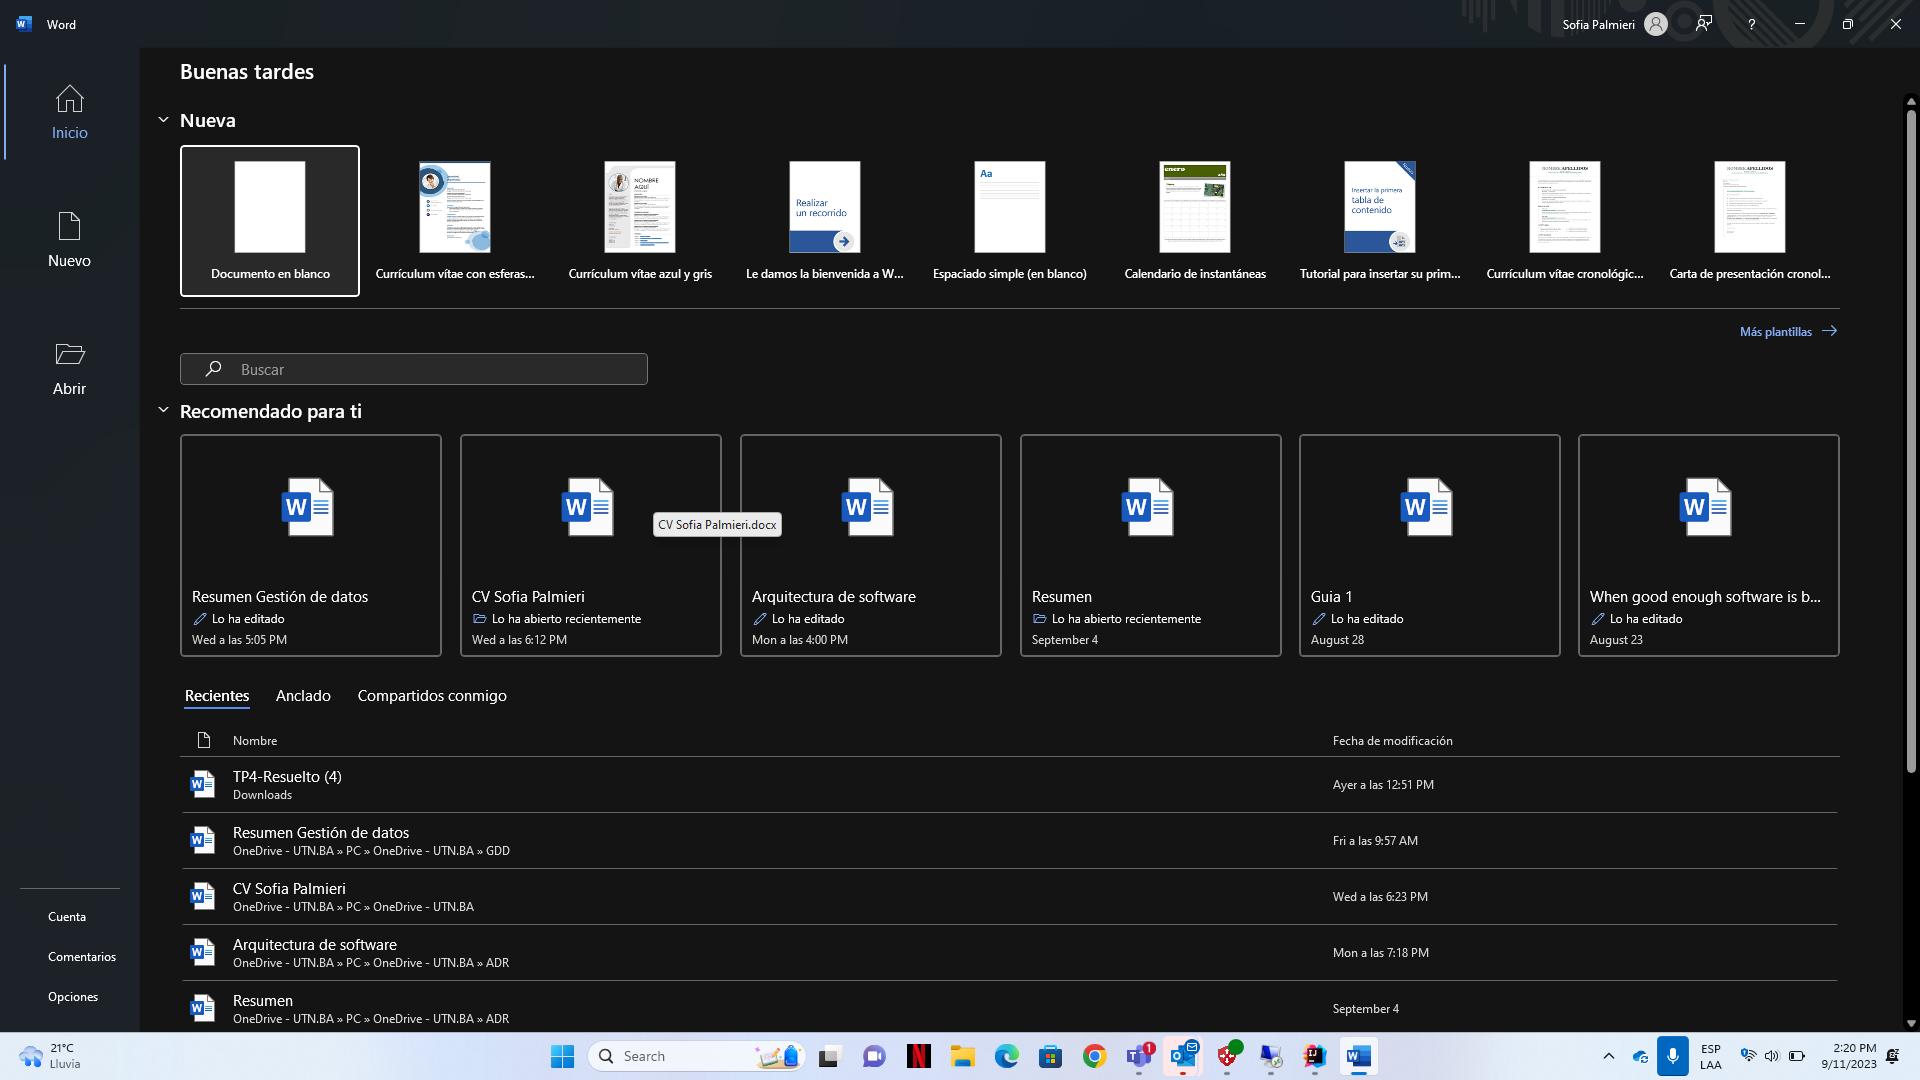 Word
Sofia Palmieri
?
Buenas tardes
Inicio
Nuevo
Abrir
Nueva
Realizar
un recorrido
NOMBRE
AQUÍ
Aa
enero
Insertar la primera
tabla de
contenido
Documento en blanco
Currículum vítae con esferas...
Currículum vítae azul y gris
Le damos la bienvenida a W...
Espaciado simple (en blanco)
Calendario de instantáneas
Tutorial para insertar su prim...
Currículum vítae cronológic...
Carta de presentación cronol...
Más plantillas
Buscar
Recomendado para ti
CV Sofia Palmieri.docx
Resumen Gestión de datos
Lo ha editado
Wed a las 5:05 PM
CV Sofia Palmieri
Lo ha abierto recientemente
Wed a las 6:12 PM
Arquitectura de software
Lo ha editado
Mon a las 4:00 PM
Resumen
Lo ha abierto recientemente
September 4
Guia 1
Lo ha editado
August 28
When good enough software is b...
Lo ha editado
August 23
Recientes Anclado Compartidos conmigo
Nombre Fecha de modificación
TP4-Resuelto (4)
Downloads
Ayer a las 12:51 PM
Resumen Gestión de datos
OneDrive - UTN.BA » PC » OneDrive - UTN.BA » GDD
Fri a las 9:57 AM
CV Sofia Palmieri
OneDrive - UTN.BA » PC » OneDrive - UTN.BA
Wed a las 6:23 PM
Arquitectura de software
OneDrive - UTN.BA » PC » OneDrive - UTN.BA » ADR
Mon a las 7:18 PM
Resumen
OneDrive - UTN.BA » PC » OneDrive - UTN.BA » ADR
September 4
Cuenta
Comentarios
Opciones
21°C
Lluvia
Search
1
ESP
LAA
2:20 PM
9/11/2023